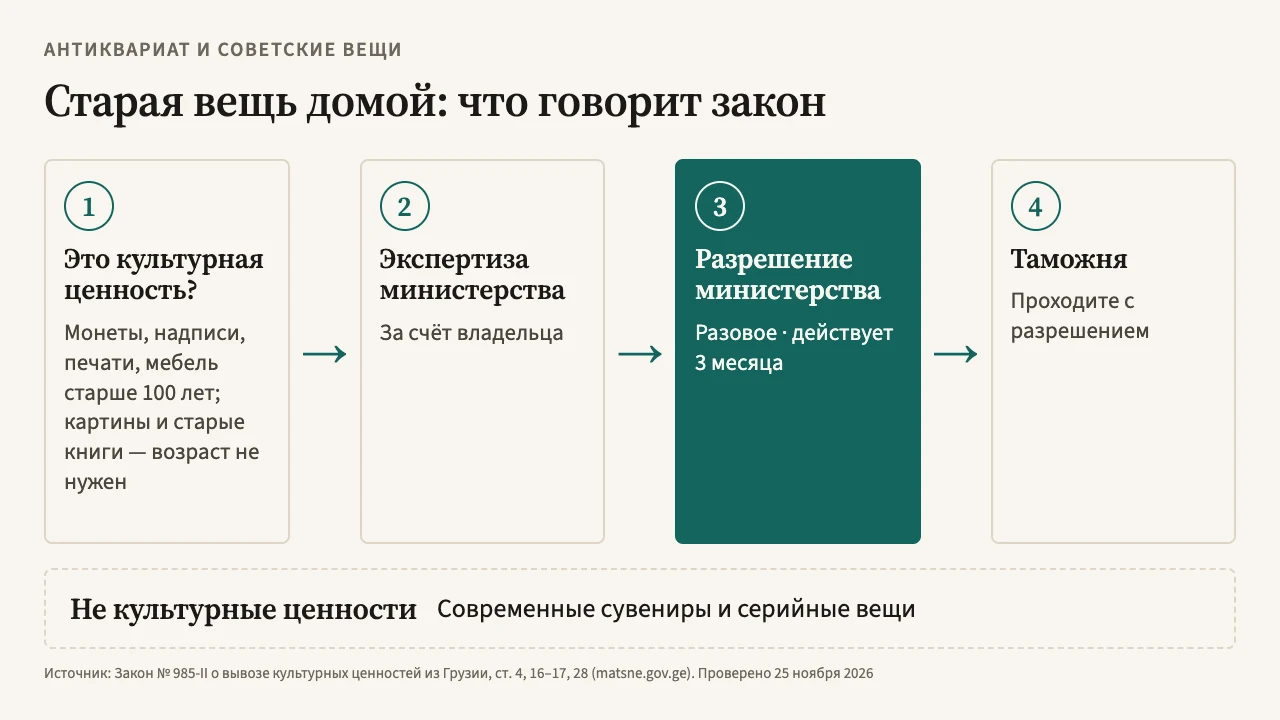 АНТИКВАРИАТ И СОВЕТСКИЕ ВЕЩИ
Старая вещь домой: что говорит закон
1
Это культурная
ценность?
Монеты, надписи,
печати, мебель
старше 100 лет;
картины и старые
книги — возраст не
нужен
→
2
Экспертиза
министерства
За счёт владельца
→
3
Разрешение
министерства
Разовое · действует
3 месяца
→
4
Таможня
Проходите с
разрешением
Не культурные ценности Современные сувениры и серийные вещи
Источник: Закон № 985-II о вывозе культурных ценностей из Грузии, ст. 4, 16–17, 28 (matsne.gov.ge). Проверено 25 ноября 2026